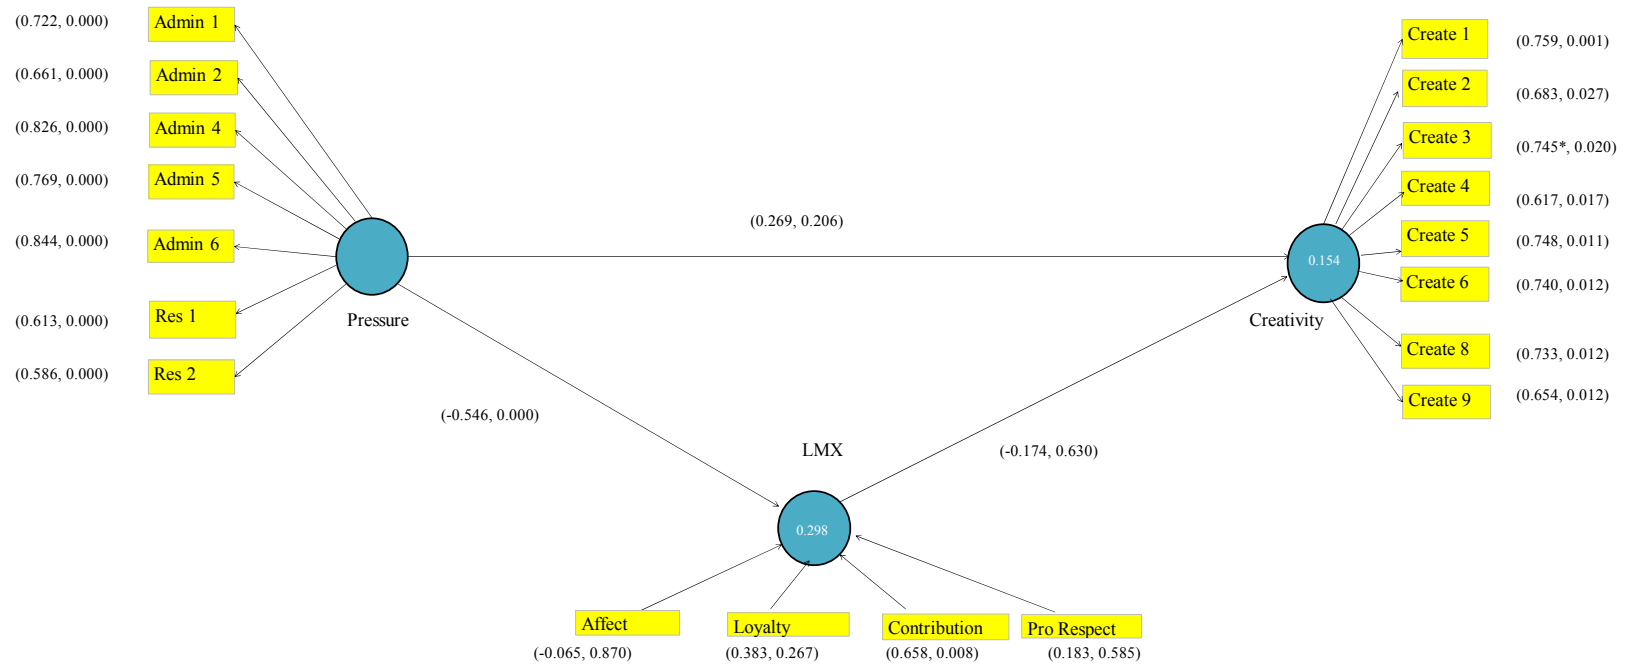 (0.722, 0.000)
Admin 1
(0.661, 0.000)
Admin 2
(0.826, 0.000)
Admin 4
(0.769, 0.000)
Admin 5
(0.844, 0.000)
Admin 6
(0.613, 0.000)
Res 1
(0.586, 0.000)
Res 2
Pressure
(0.269, 0.206)
(-0.546, 0.000)
LMX
0.298
(-0.174, 0.630)
0.154
Creativity
Create 1
(0.759, 0.001)
Create 2
(0.683, 0.027)
Create 3
(0.745*, 0.020)
Create 4
(0.617, 0.017)
Create 5
(0.748, 0.011)
Create 6
(0.740, 0.012)
Create 8
(0.733, 0.012)
Create 9
(0.654, 0.012)
Affect
(-0.065, 0.870)
Loyalty
(0.383, 0.267)
Contribution
(0.658, 0.008)
Pro Respect
(0.183, 0.585)